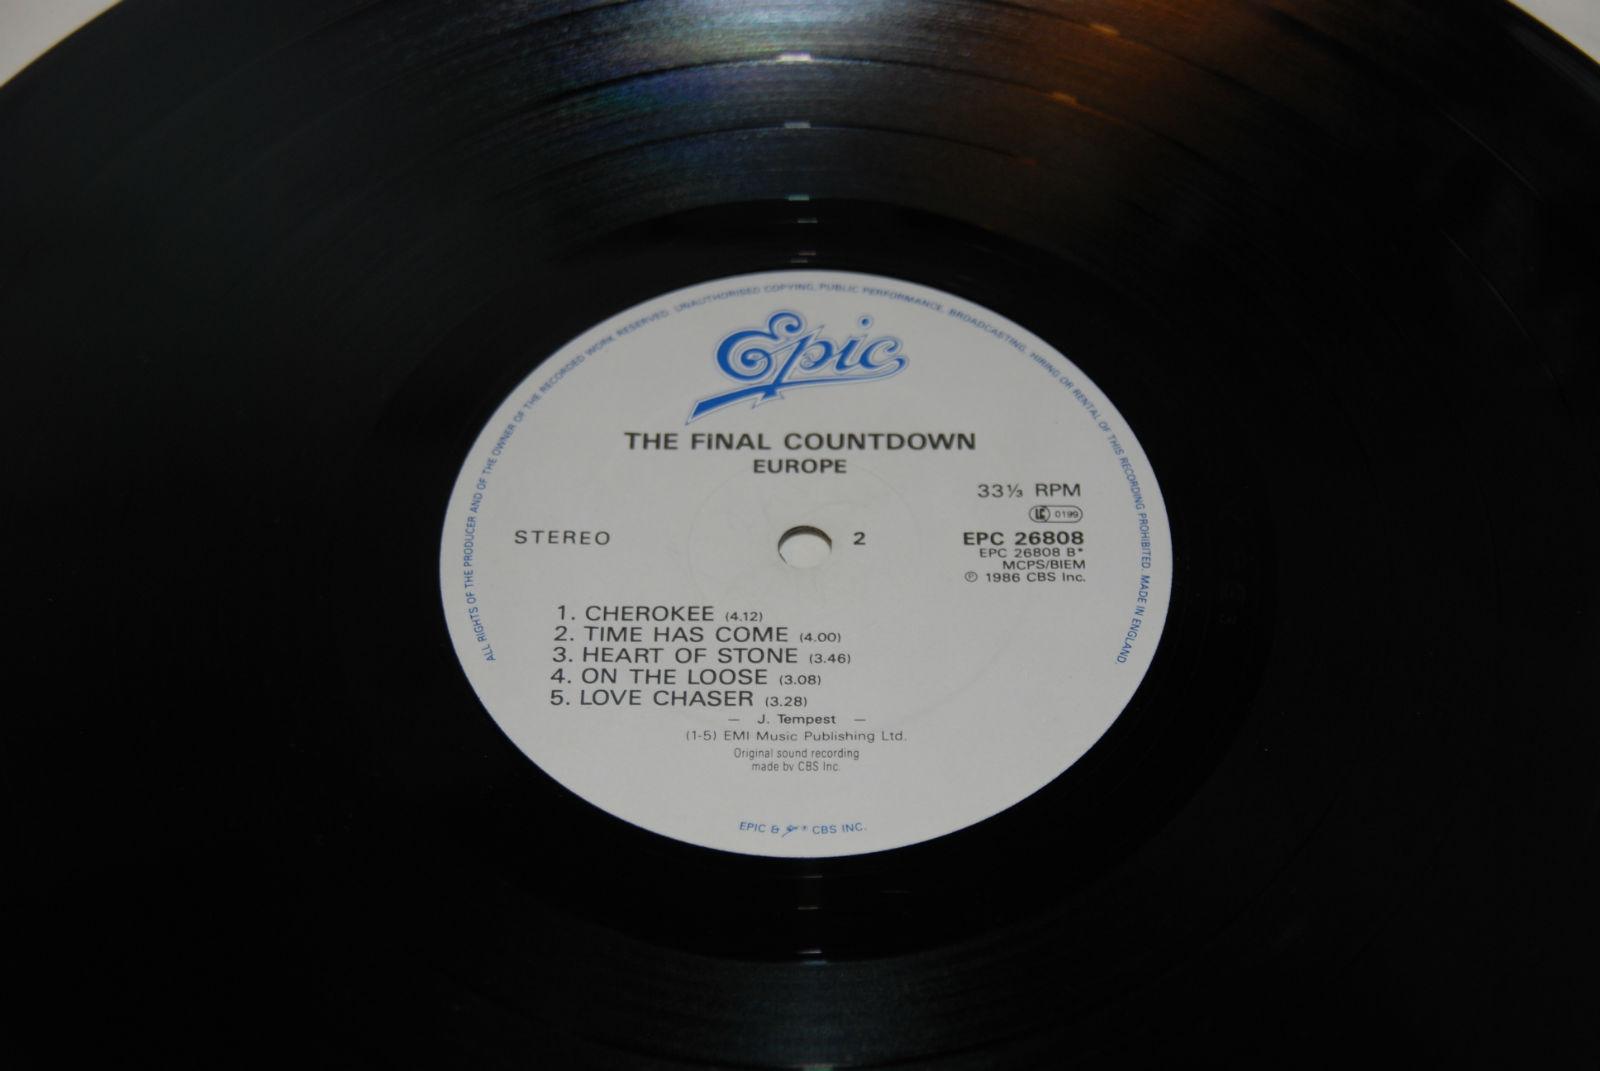 ALL RIGHTS OF THE PRODUCER AND OF THE OWNER OF THE RECORDED WORK RESERVED. UNAUTHORISED COPYING, PUBLIC PERFORMANCE, BROADCASTING, HIRING OR RENTAL OF THIS RECORDING PROHIBITED. MADE IN ENGLAND.
Epic
THE FINAL COUNTDOWN
EUROPE
33⅓ RPM
LC 0199
STEREO
2
EPC 26808
EPC 26808 B*
MCPS/BIEM
℗ 1986 CBS Inc.
1. CHEROKEE (4.12)
2. TIME HAS COME (4.00)
3. HEART OF STONE (3.46)
4. ON THE LOOSE (3.08)
5. LOVE CHASER (3.28)
— J. Tempest —
(1-5) EMI Music Publishing Ltd.
Original sound recording
made by CBS Inc.
EPIC & CBS INC.